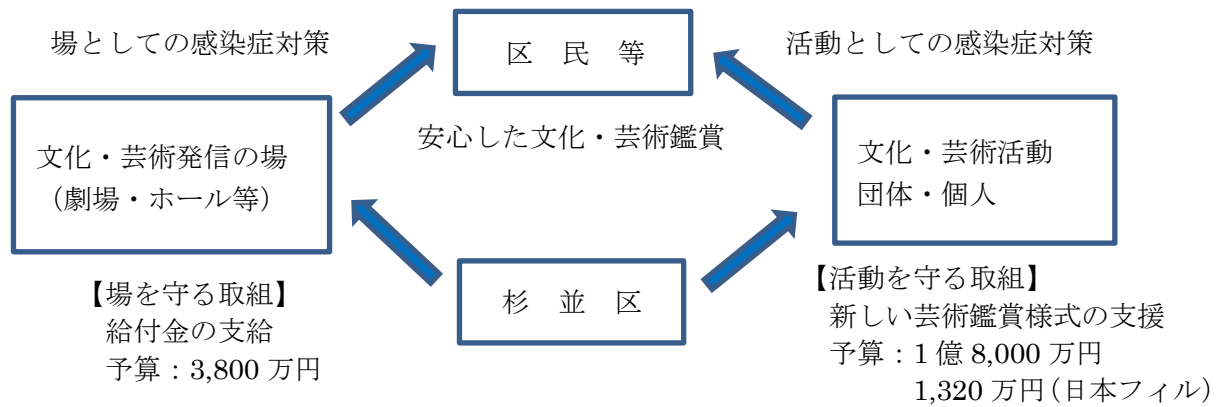 場としての感染症対策
区 民 等
活動としての感染症対策
安心した文化・芸術鑑賞
文化・芸術発信の場
（劇場・ホール等）
文化・芸術活動
団体・個人
杉 並 区
【場を守る取組】
給付金の支給
予算：3,800 万円
【活動を守る取組】
新しい芸術鑑賞様式の支援
予算：1 億 8,000 万円
1,320 万円（日本フィル）